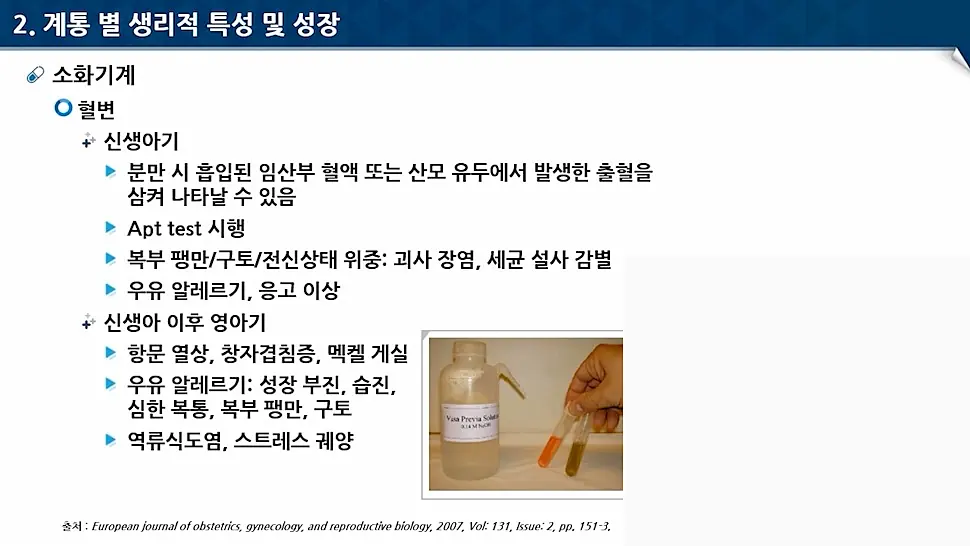 2. 계통 별 생리적 특성 및 성장
소화기계
혈변
신생아기
분만 시 흡입된 임산부 혈액 또는 산모 유두에서 발생한 출혈을
삼켜 나타날 수 있음
Apt test 시행
복부 팽만/구토/전신상태 위중: 괴사 장염, 세균 설사 감별
우유 알레르기, 응고 이상
신생아 이후 영아기
항문 열상, 창자겹침증, 멕켈 게실
우유 알레르기: 성장 부진, 습진,
심한 복통, 복부 팽만, 구토
역류식도염, 스트레스 궤양
Vasa Previa Solution
0.14 M NaOH
출처 : European journal of obstetrics, gynecology, and reproductive biology, 2007, Vol: 131, Issue: 2, pp. 151-3.